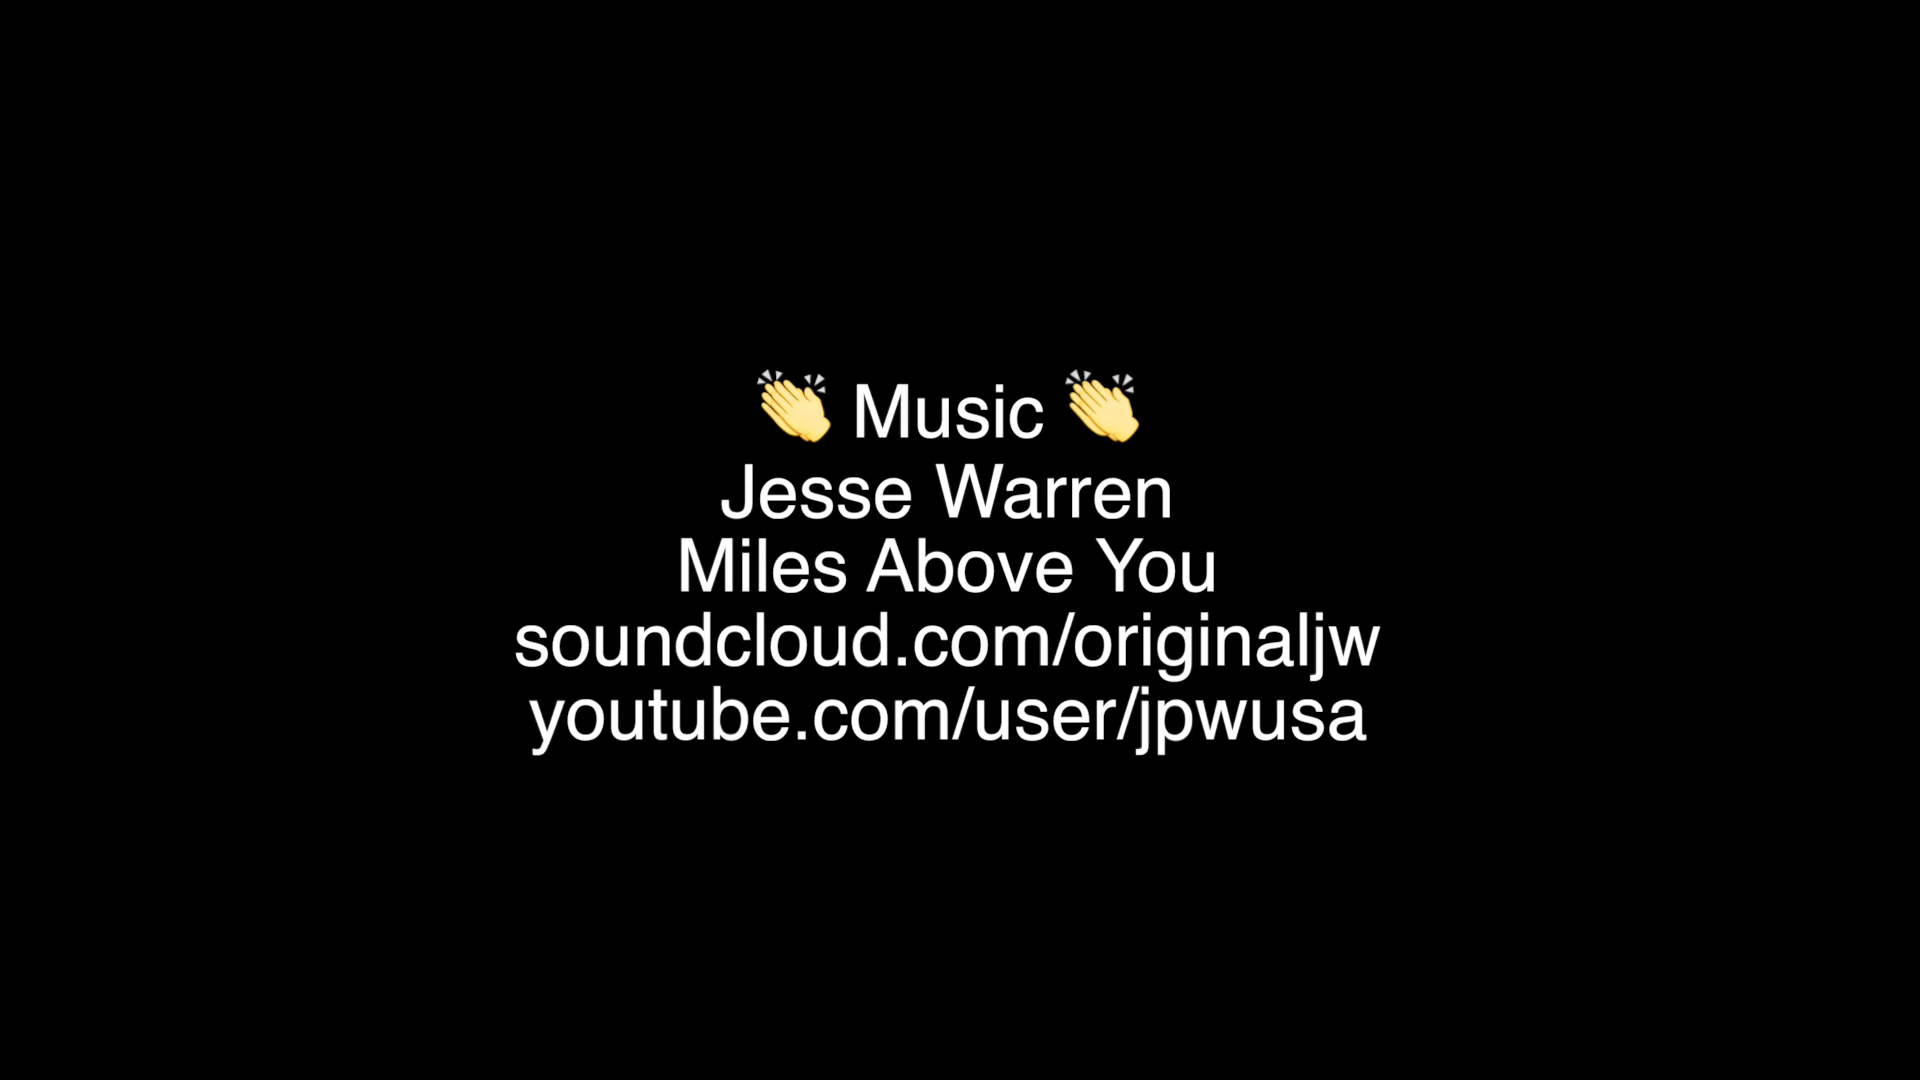 👏 Music 👏
Jesse Warren
Miles Above You
soundcloud.com/originaljw
youtube.com/user/jpwusa